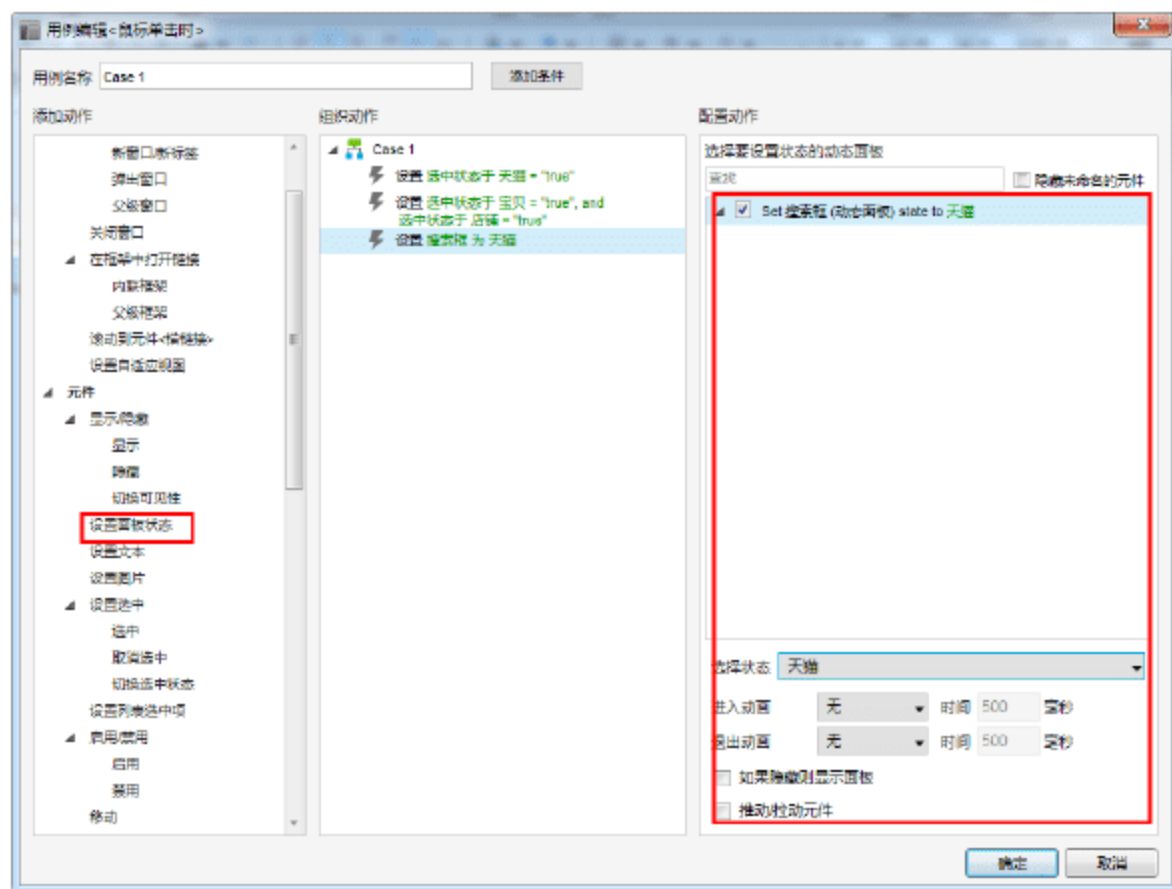 用例编辑<鼠标单击时>
用例名称 Case 1 添加条件
添加动作
新窗口/新标签
弹出窗口
父级窗口
关闭窗口
在框架中打开链接
内联框架
父级框架
滚动到元件<锚链接>
设置自适应视图
元件
显示/隐藏
显示
隐藏
切换可见性
设置面板状态
设置文本
设置图片
设置选中
选中
取消选中
切换选中状态
设置列表选中项
启用/禁用
启用
禁用
移动
组织动作
Case 1
设置 选中状态于 天猫 = "true"
设置 选中状态于 宝贝 = "true", and
选中状态于 店铺 = "true"
设置 搜索框 为 天猫
配置动作
选择要设置状态的动态面板
查找 隐藏未命名的元件
Set 搜索框 (动态面板) state to 天猫
选择状态 天猫
进入动画 无 时间 500 毫秒
退出动画 无 时间 500 毫秒
如果隐藏则显示面板
推动/拉动元件
确定 取消